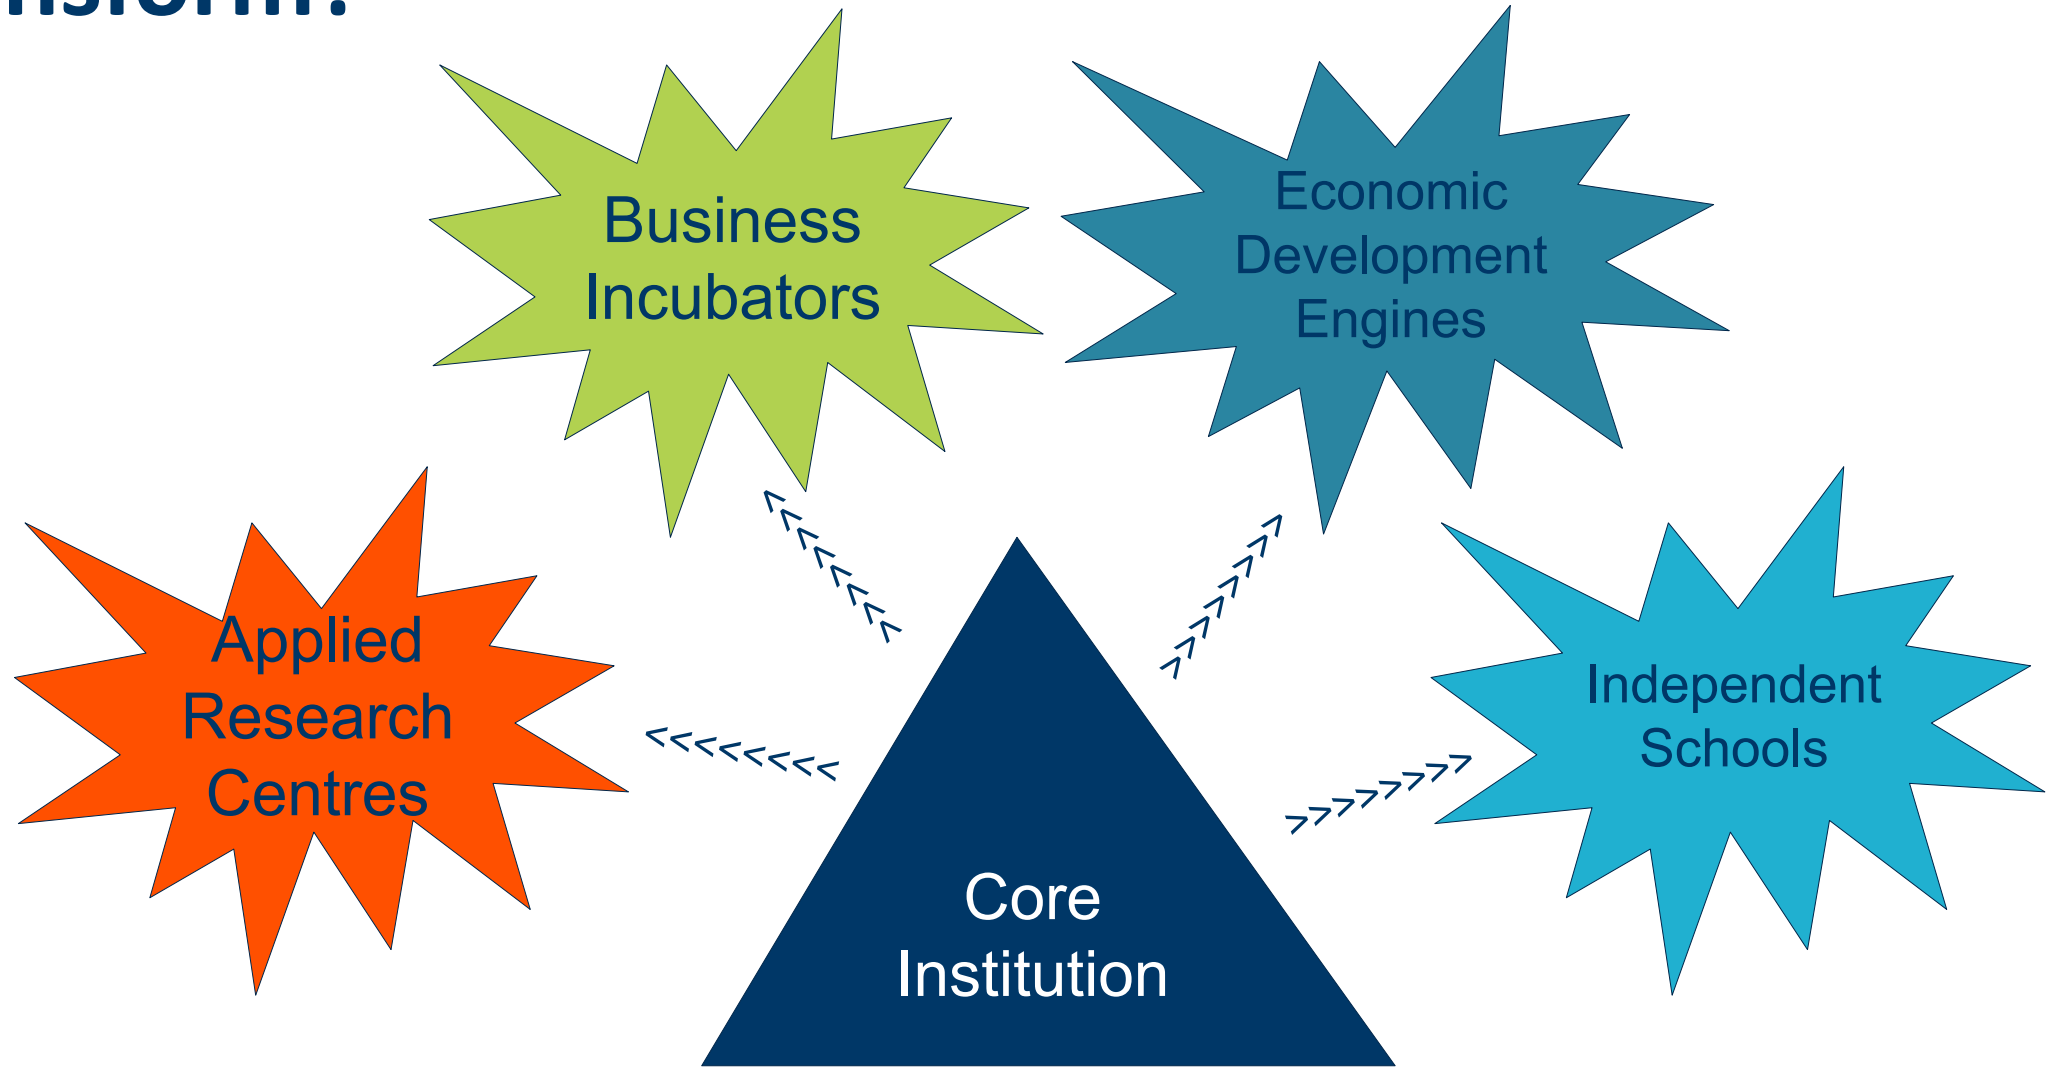 Business
Incubators
Economic
Development
Engines
Applied
Research
Centres
<<<<<<<<
<<<<<<<<
>>>>>>>>
>>>>>>>>
Independent
Schools
Core
Institution